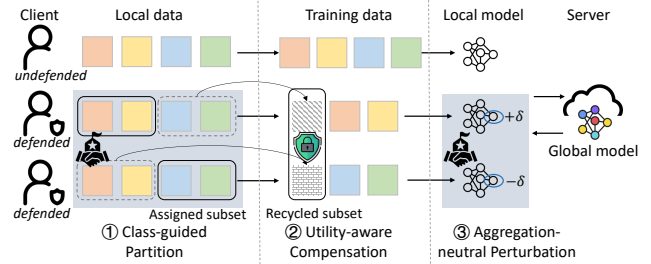 Client
Local data
Training data
Local model
Server
undefended
defended
+δ
Global model
defended
−δ
Assigned subset
Recycled subset
① Class-guided
Partition
② Utility-aware
Compensation
③ Aggregation-
neutral Perturbation